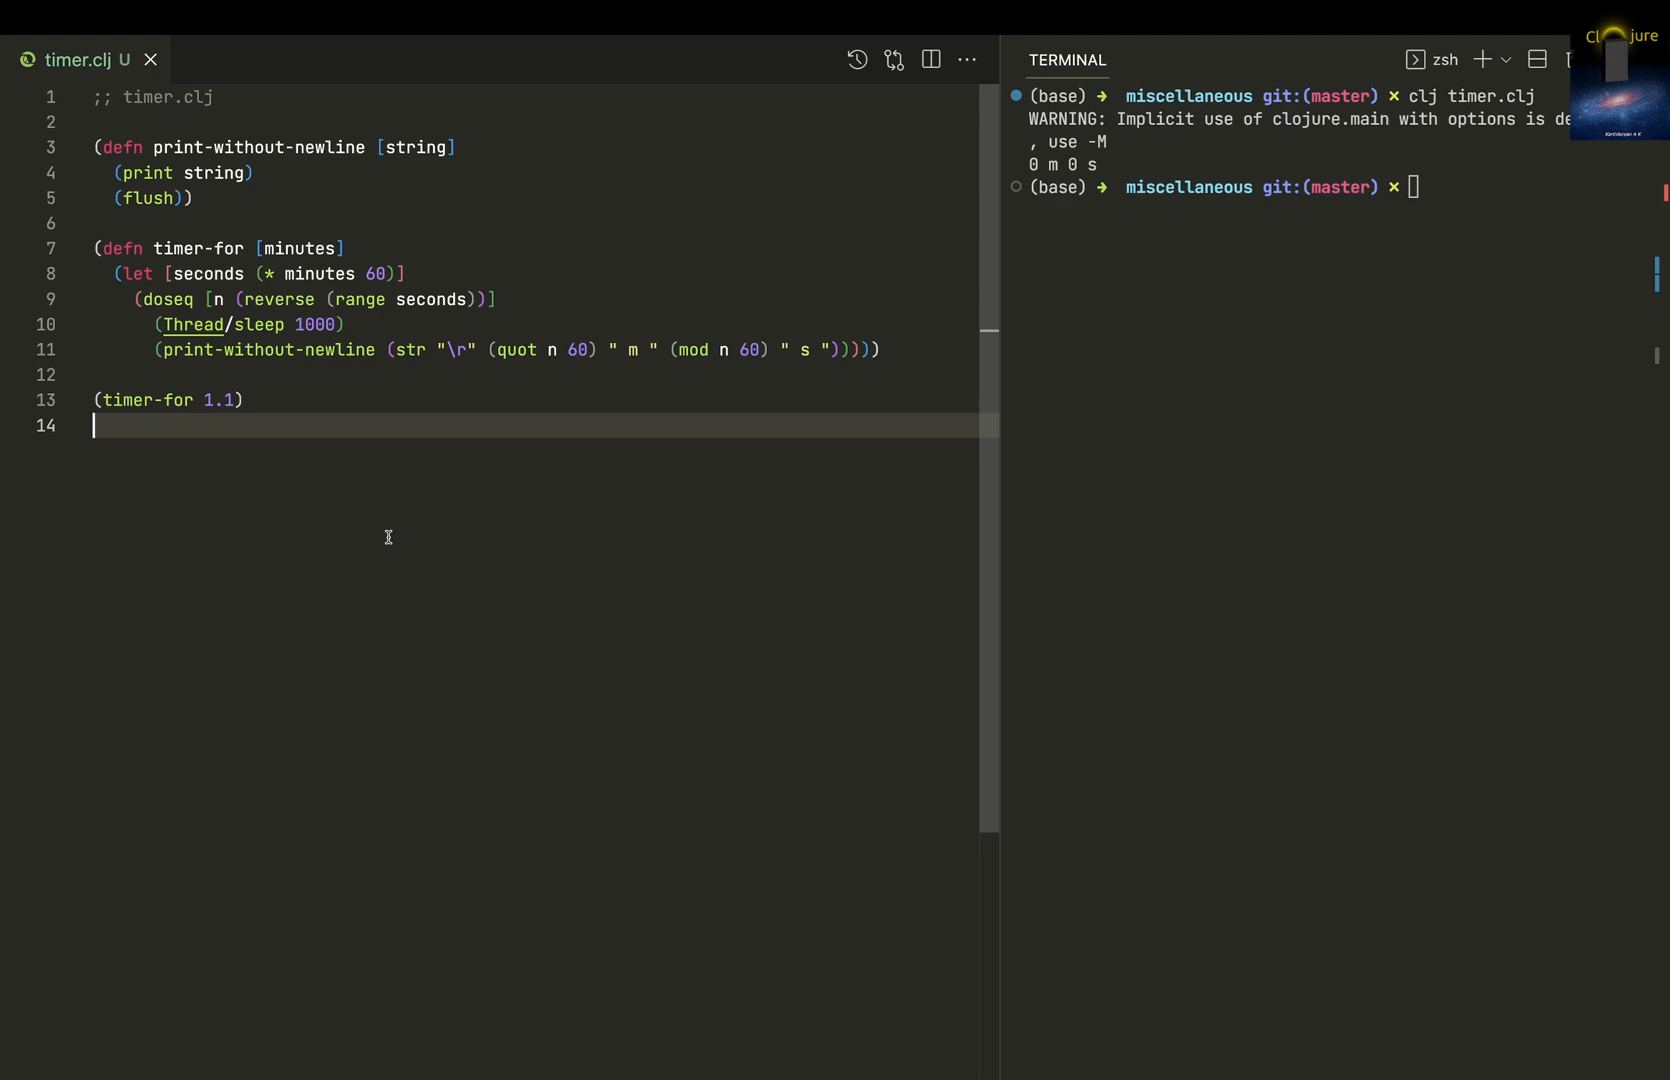 timer.clj U
1 ;; timer.clj
2
3 (defn print-without-newline [string]
4 (print string)
5 (flush))
6
7 (defn timer-for [minutes]
8 (let [seconds (* minutes 60)]
9 (doseq [n (reverse (range seconds))]
10 (Thread/sleep 1000)
11 (print-without-newline (str "\r" (quot n 60) " m " (mod n 60) " s ")))))
12
13 (timer-for 1.1)
14
TERMINAL
zsh
(base) ➜ miscellaneous git:(master) ✗ clj timer.clj
WARNING: Implicit use of clojure.main with options is de
, use -M
0 m 0 s
(base) ➜ miscellaneous git:(master) ✗
Cl jure
Karthikeyan A K